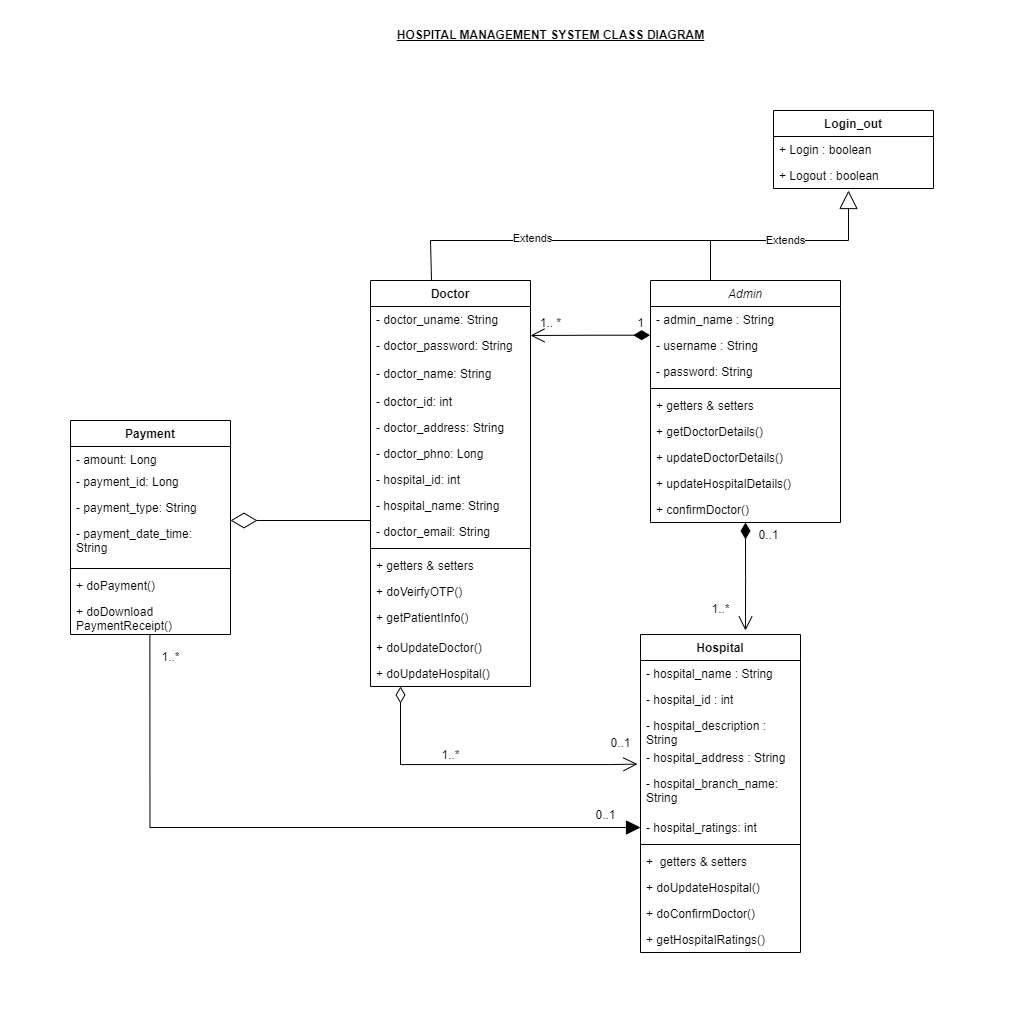 HOSPITAL MANAGEMENT SYSTEM CLASS DIAGRAM
Login_out
+ Login : boolean
+ Logout : boolean
Extends
Extends
Doctor
- doctor_uname: String
- doctor_password: String
- doctor_name: String
- doctor_id: int
- doctor_address: String
- doctor_phno: Long
- hospital_id: int
- hospital_name: String
- doctor_email: String
+ getters & setters
+ doVeirfyOTP()
+ getPatientInfo()
+ doUpdateDoctor()
+ doUpdateHospital()
1.. *
1
Admin
- admin_name : String
- username : String
- password: String
+ getters & setters
+ getDoctorDetails()
+ updateDoctorDetails()
+ updateHospitalDetails()
+ confirmDoctor()
Payment
- amount: Long
- payment_id: Long
- payment_type: String
- payment_date_time:
String
+ doPayment()
+ doDownload
PaymentReceipt()
0..1
1..*
1..*
1..*
0..1
0..1
Hospital
- hospital_name : String
- hospital_id : int
- hospital_description :
String
- hospital_address : String
- hospital_branch_name:
String
- hospital_ratings: int
+ getters & setters
+ doUpdateHospital()
+ doConfirmDoctor()
+ getHospitalRatings()